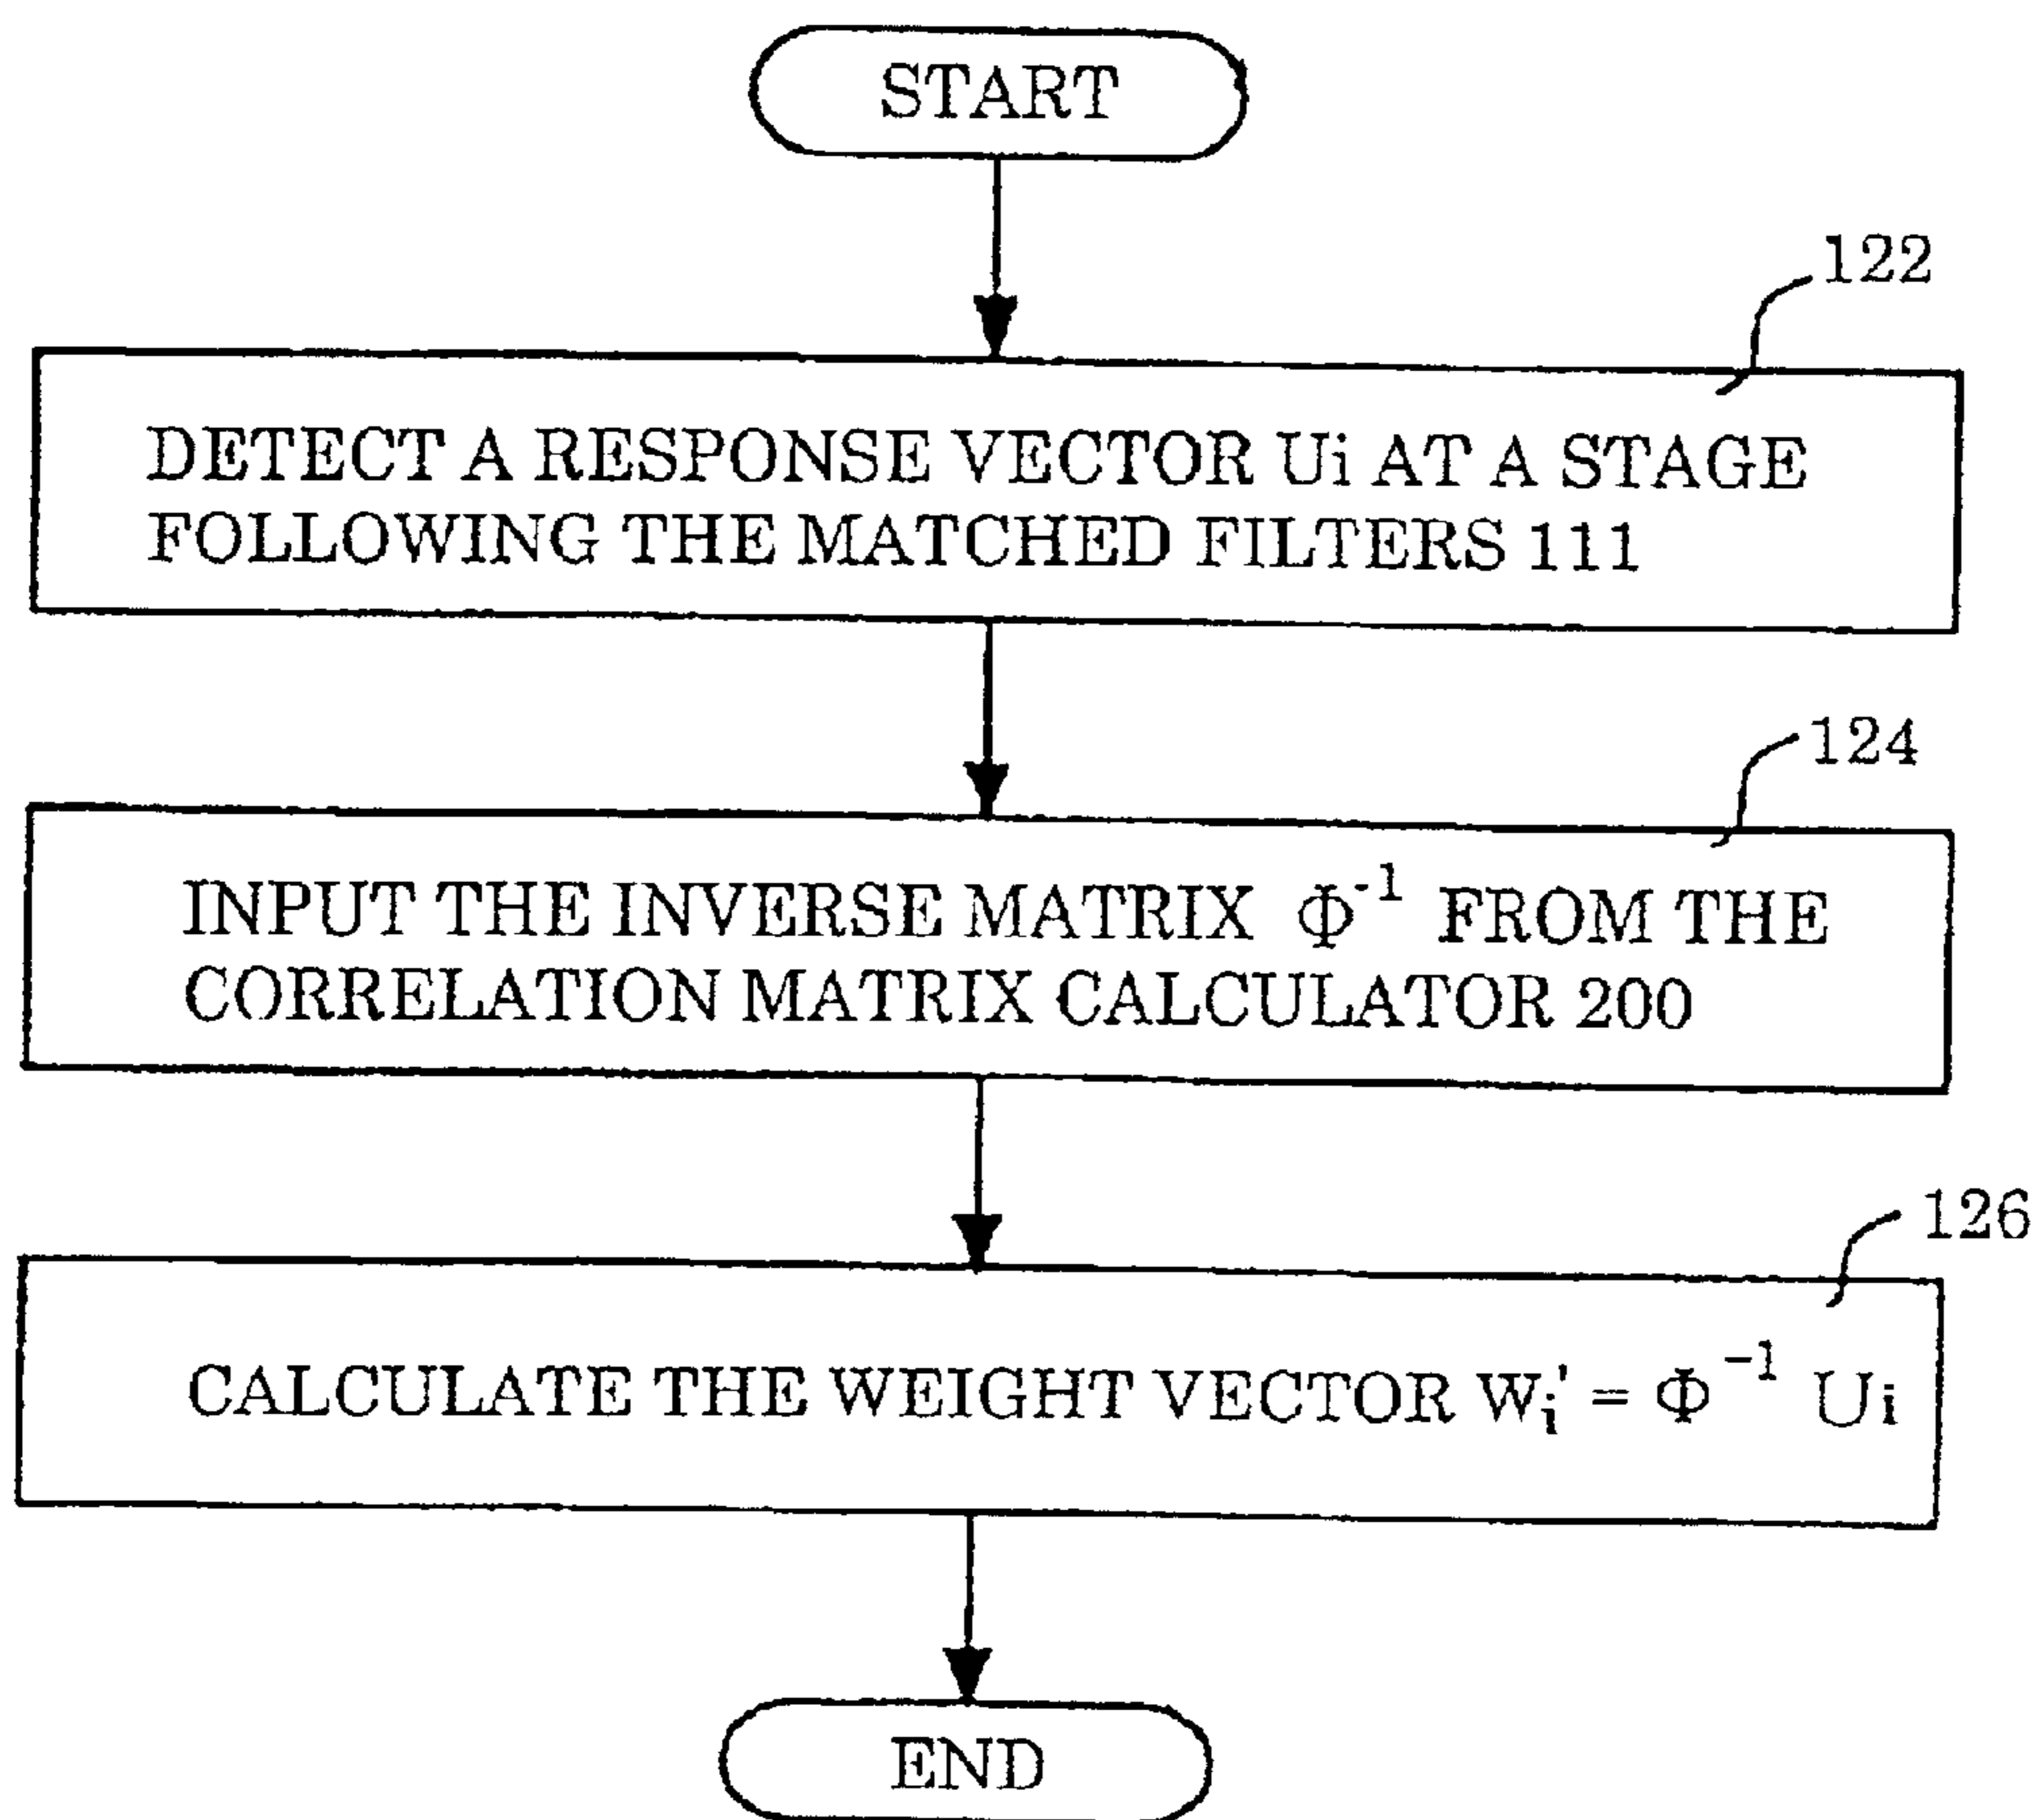 START
122
DETECT A RESPONSE VECTOR Ui AT A STAGE
FOLLOWING THE MATCHED FILTERS 111
124
INPUT THE INVERSE MATRIX Φ⁻¹ FROM THE
CORRELATION MATRIX CALCULATOR 200
126
CALCULATE THE WEIGHT VECTOR Wᵢ' = Φ⁻¹ Ui
END